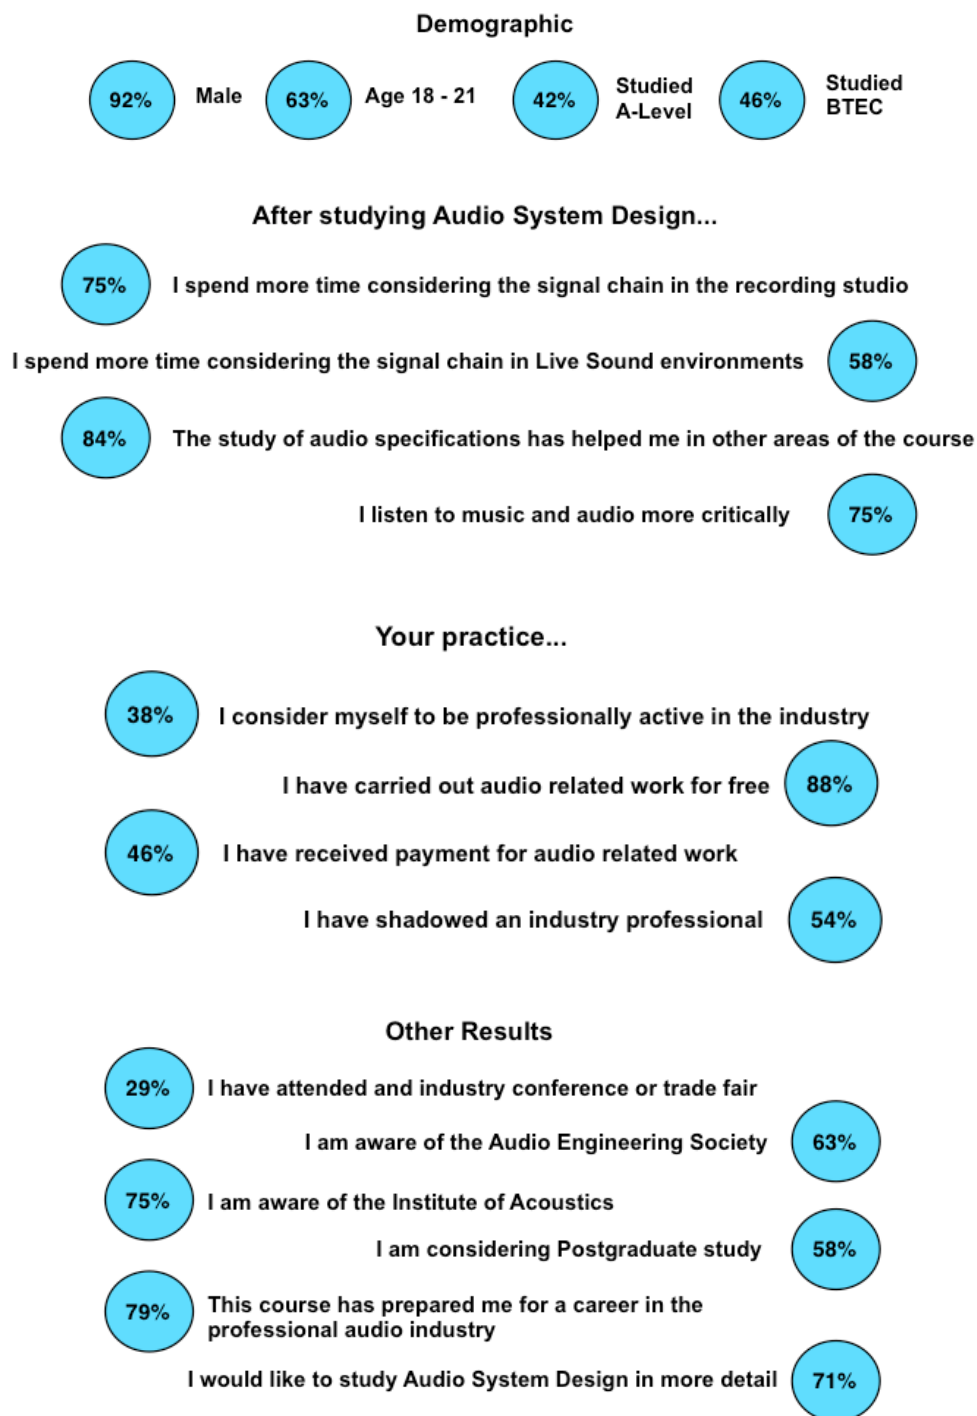 Demographic
92% Male 63% Age 18 - 21 42% Studied A-Level 46% Studied BTEC
After studying Audio System Design...
75% I spend more time considering the signal chain in the recording studio
I spend more time considering the signal chain in Live Sound environments 58%
84% The study of audio specifications has helped me in other areas of the course
I listen to music and audio more critically 75%
Your practice...
38% I consider myself to be professionally active in the industry
I have carried out audio related work for free 88%
46% I have received payment for audio related work
I have shadowed an industry professional 54%
Other Results
29% I have attended and industry conference or trade fair
I am aware of the Audio Engineering Society 63%
75% I am aware of the Institute of Acoustics
I am considering Postgraduate study 58%
79% This course has prepared me for a career in the
professional audio industry
I would like to study Audio System Design in more detail 71%